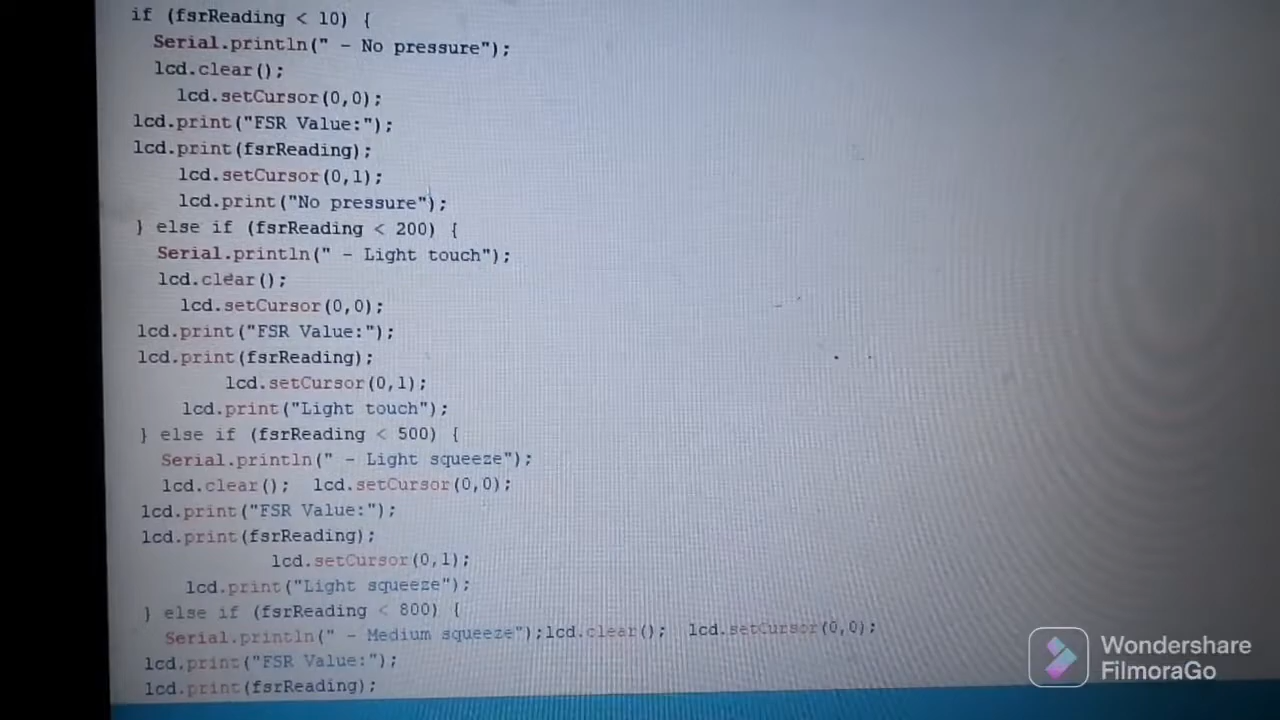 if (fsrReading < 10) {
Serial.println(" - No pressure");
lcd.clear();
lcd.setCursor(0,0);
lcd.print("FSR Value:");
lcd.print(fsrReading);
lcd.setCursor(0,1);
lcd.print("No pressure");
} else if (fsrReading < 200) {
Serial.println(" - Light touch");
lcd.clear();
lcd.setCursor(0,0);
lcd.print("FSR Value:");
lcd.print(fsrReading);
lcd.setCursor(0,1);
lcd.print("Light touch");
} else if (fsrReading < 500) {
Serial.println(" - Light squeeze");
lcd.clear();  lcd.setCursor(0,0);
lcd.print("FSR Value:");
lcd.print(fsrReading);
lcd.setCursor(0,1);
lcd.print("Light squeeze");
} else if (fsrReading < 800) {
Serial.println(" - Medium squeeze");lcd.clear();  lcd.setCursor(0,0);
lcd.print("FSR Value:");
lcd.print(fsrReading);
Wondershare
FilmoraGo